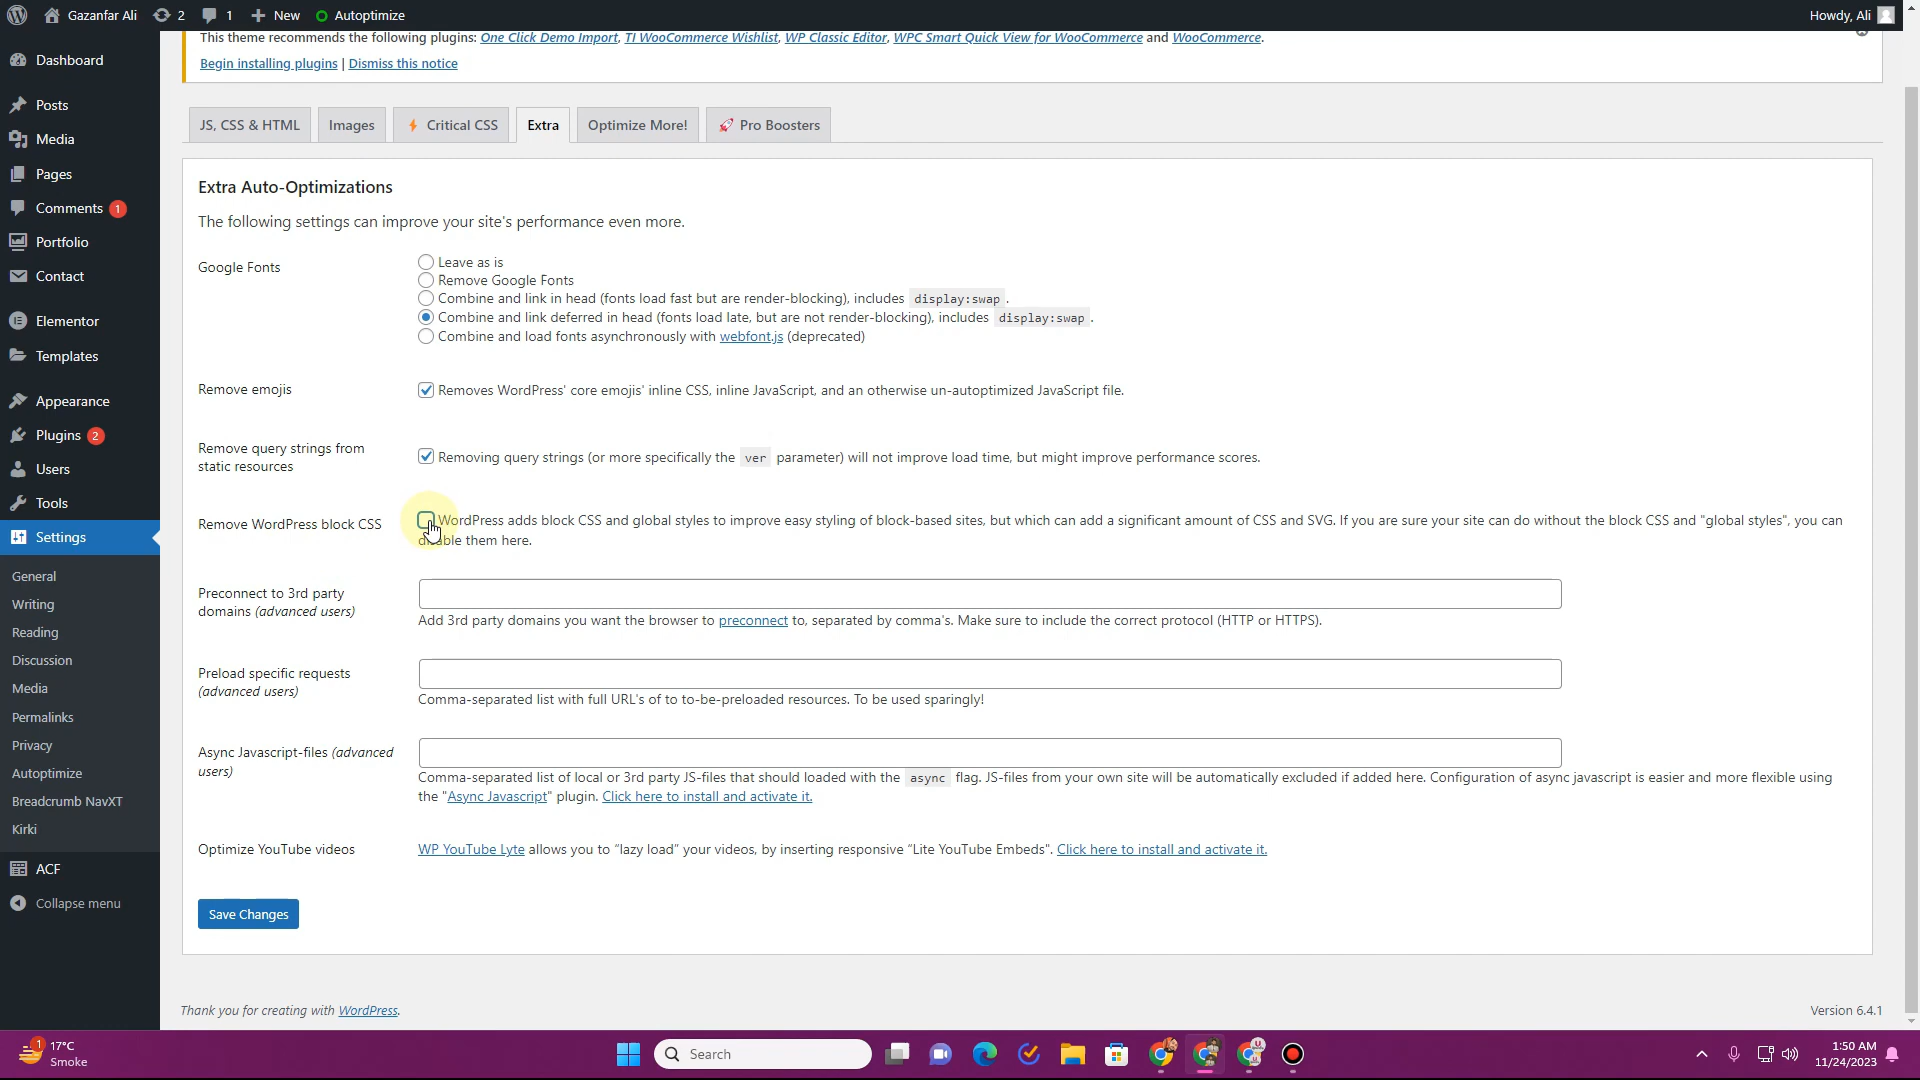 Gazanfar Ali 2 1 New Autoptimize Howdy, Ali
This theme recommends the following plugins: One Click Demo Import, TI WooCommerce Wishlist, WP Classic Editor, WPC Smart Quick View for WooCommerce and WooCommerce.
Begin installing plugins | Dismiss this notice
Dashboard
Posts
Media
Pages
Comments 1
Portfolio
Contact
Elementor
Templates
Appearance
Plugins 2
Users
Tools
Settings
General
Writing
Reading
Discussion
Media
Permalinks
Privacy
Autoptimize
Breadcrumb NavXT
Kirki
ACF
Collapse menu
JS, CSS & HTML Images Critical CSS Extra Optimize More! Pro Boosters
Extra Auto-Optimizations
The following settings can improve your site's performance even more.
Google Fonts
Leave as is
Remove Google Fonts
Combine and link in head (fonts load fast but are render-blocking), includes display:swap .
Combine and link deferred in head (fonts load late, but are not render-blocking), includes display:swap .
Combine and load fonts asynchronously with webfont.js (deprecated)
Remove emojis
Removes WordPress' core emojis' inline CSS, inline JavaScript, and an otherwise un-autoptimized JavaScript file.
Remove query strings from
static resources
Removing query strings (or more specifically the ver parameter) will not improve load time, but might improve performance scores.
Remove WordPress block CSS
WordPress adds block CSS and global styles to improve easy styling of block-based sites, but which can add a significant amount of CSS and SVG. If you are sure your site can do without the block CSS and "global styles", you can
disable them here.
Preconnect to 3rd party
domains (advanced users)
Add 3rd party domains you want the browser to preconnect to, separated by comma's. Make sure to include the correct protocol (HTTP or HTTPS).
Preload specific requests
(advanced users)
Comma-separated list with full URL's of to to-be-preloaded resources. To be used sparingly!
Async Javascript-files (advanced
users)
Comma-separated list of local or 3rd party JS-files that should loaded with the async flag. JS-files from your own site will be automatically excluded if added here. Configuration of async javascript is easier and more flexible using
the "Async Javascript" plugin. Click here to install and activate it.
Optimize YouTube videos
WP YouTube Lyte allows you to “lazy load” your videos, by inserting responsive “Lite YouTube Embeds". Click here to install and activate it.
Save Changes
Thank you for creating with WordPress. Version 6.4.1
1 17°C
Smoke
Search
1:50 AM
11/24/2023